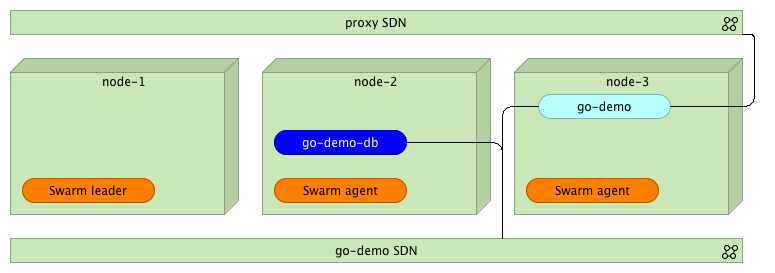 proxy SDN
node-1
node-2
node-3
go-demo
go-demo-db
Swarm leader
Swarm agent
Swarm agent
go-demo SDN